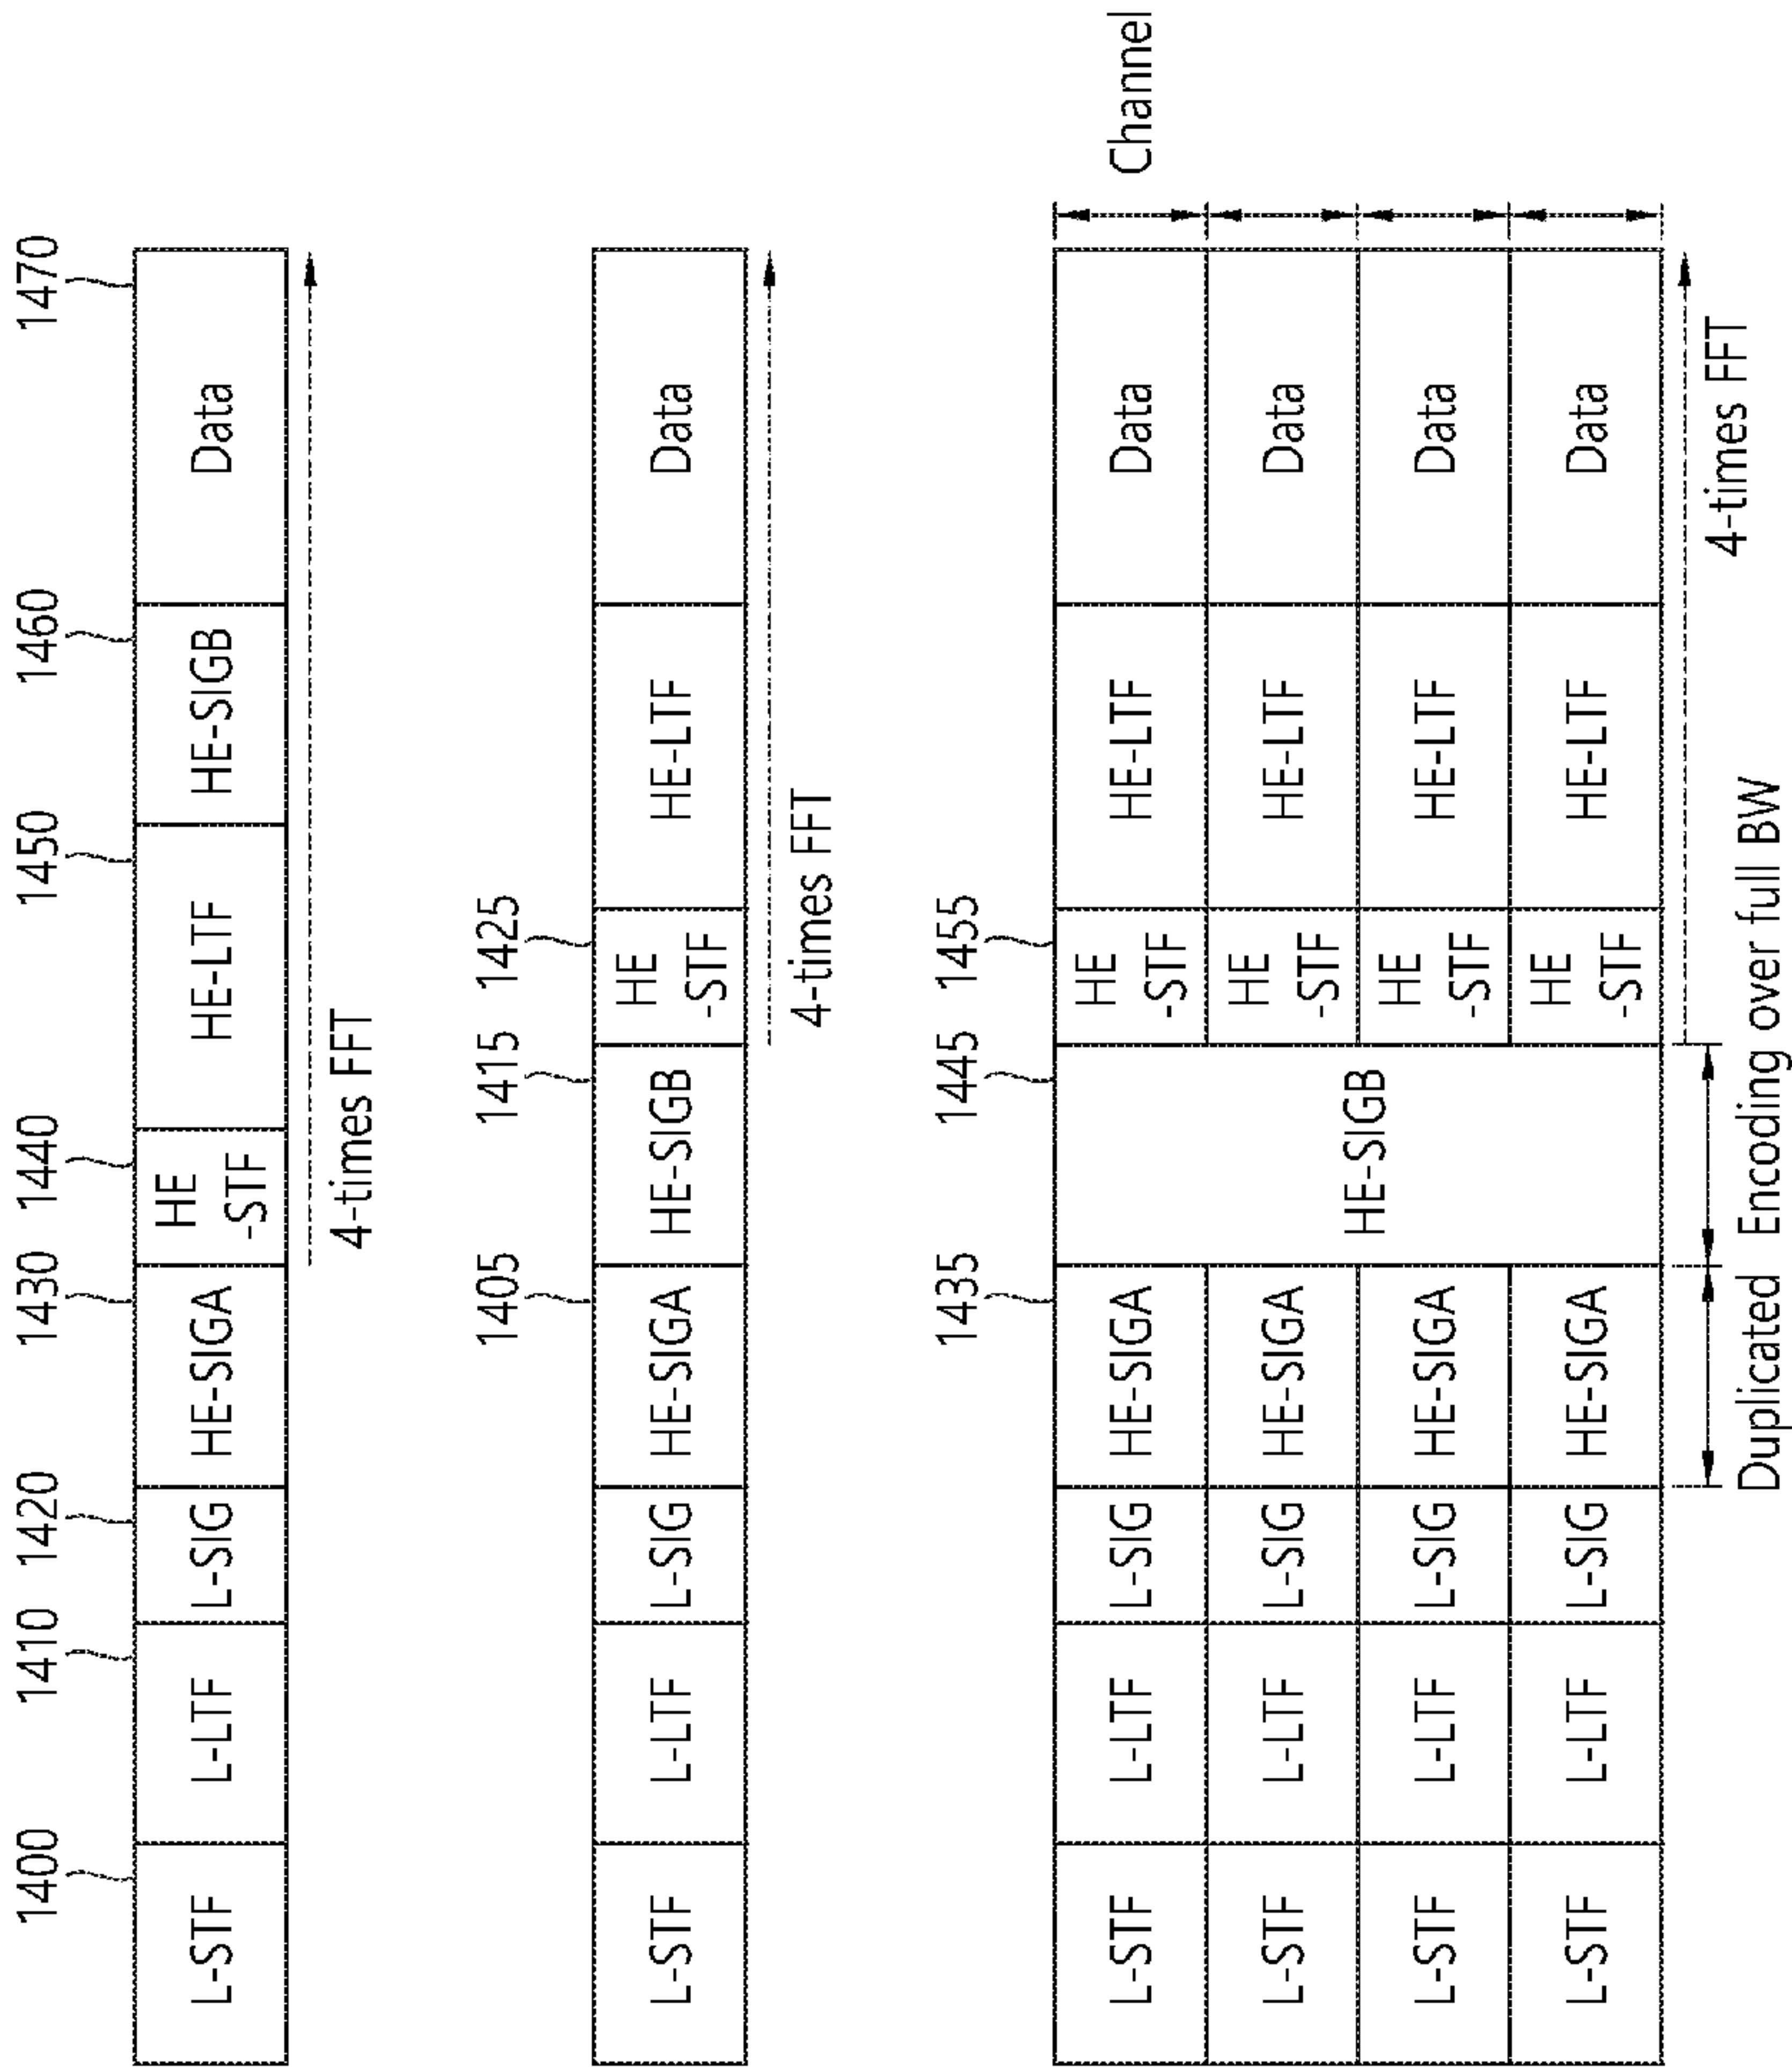 1400 1410 1420 1430 1440 1450 1460 1470
L-STF L-LTF L-SIG HE-SIGA HE HE-LTF HE-SIGB Data
-STF
4-times FFT
1405 1415 1425
L-STF L-LTF L-SIG HE-SIGA HE-SIGB HE HE-LTF Data
-STF
4-times FFT
1435 1445 1455
L-STF L-LTF L-SIG HE-SIGA HE HE-LTF Data Channel
-STF
L-STF L-LTF L-SIG HE-SIGA HE HE-LTF Data
-STF
HE-SIGB
L-STF L-LTF L-SIG HE-SIGA HE HE-LTF Data
-STF
L-STF L-LTF L-SIG HE-SIGA HE HE-LTF Data
-STF
4-times FFT
Duplicated Encoding over full BW